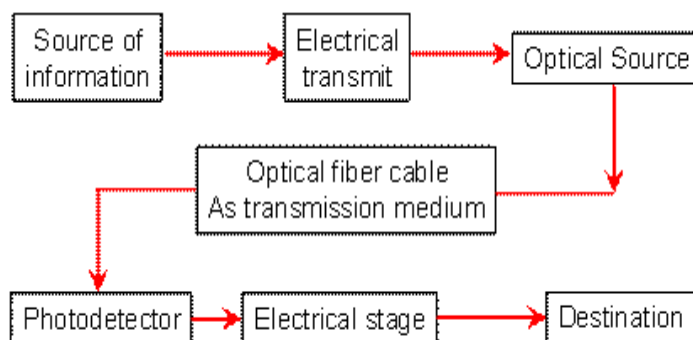 Source of
information
Electrical
transmit
Optical Source
Optical fiber cable
As transmission medium
Photodetector
Electrical stage
Destination